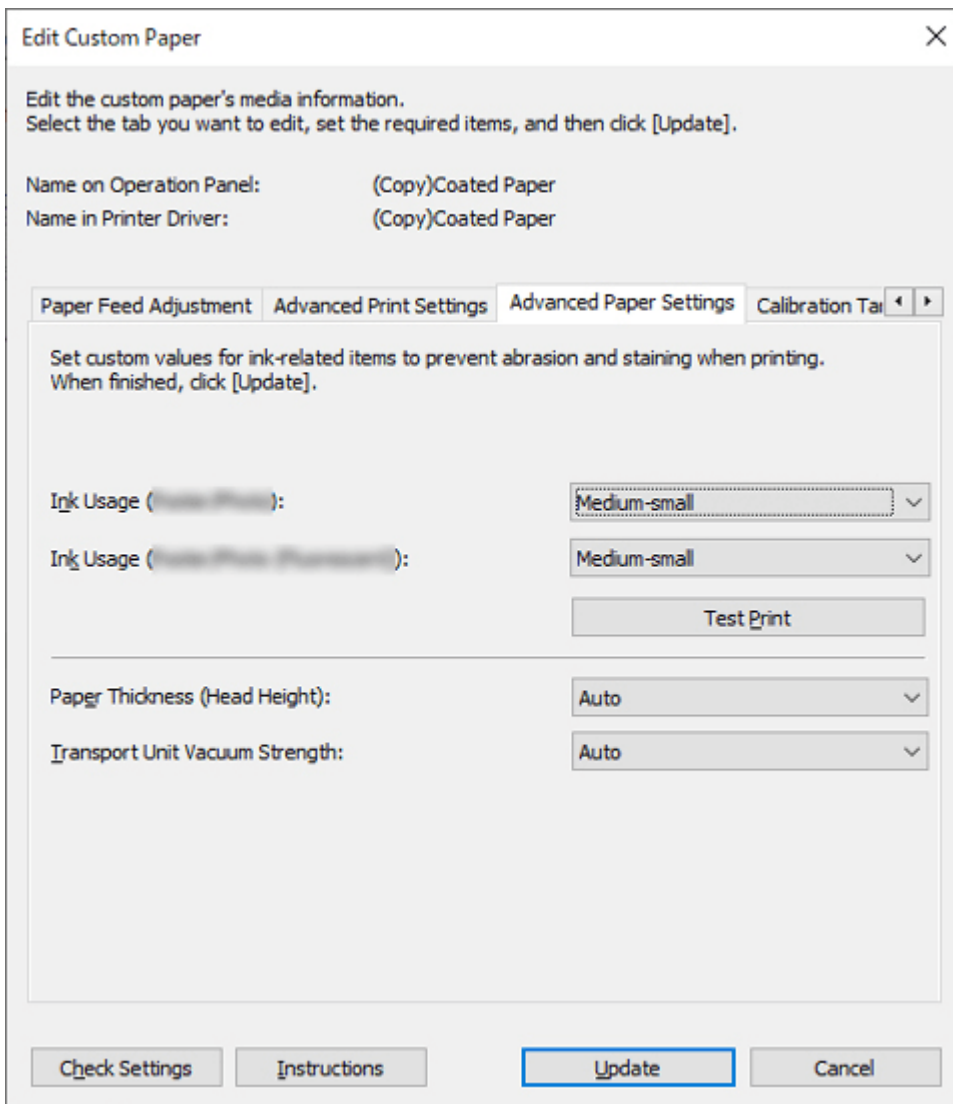 Edit Custom Paper
Edit the custom paper's media information.
Select the tab you want to edit, set the required items, and then click [Update].
Name on Operation Panel: (Copy)Coated Paper
Name in Printer Driver: (Copy)Coated Paper
Paper Feed Adjustment Advanced Print Settings Advanced Paper Settings Calibration Tar
Set custom values for ink-related items to prevent abrasion and staining when printing.
When finished, click [Update].
Ink Usage ( ): Medium-small
Ink Usage ( ): Medium-small
Test Print
Paper Thickness (Head Height): Auto
Transport Unit Vacuum Strength: Auto
Check Settings Instructions Update Cancel